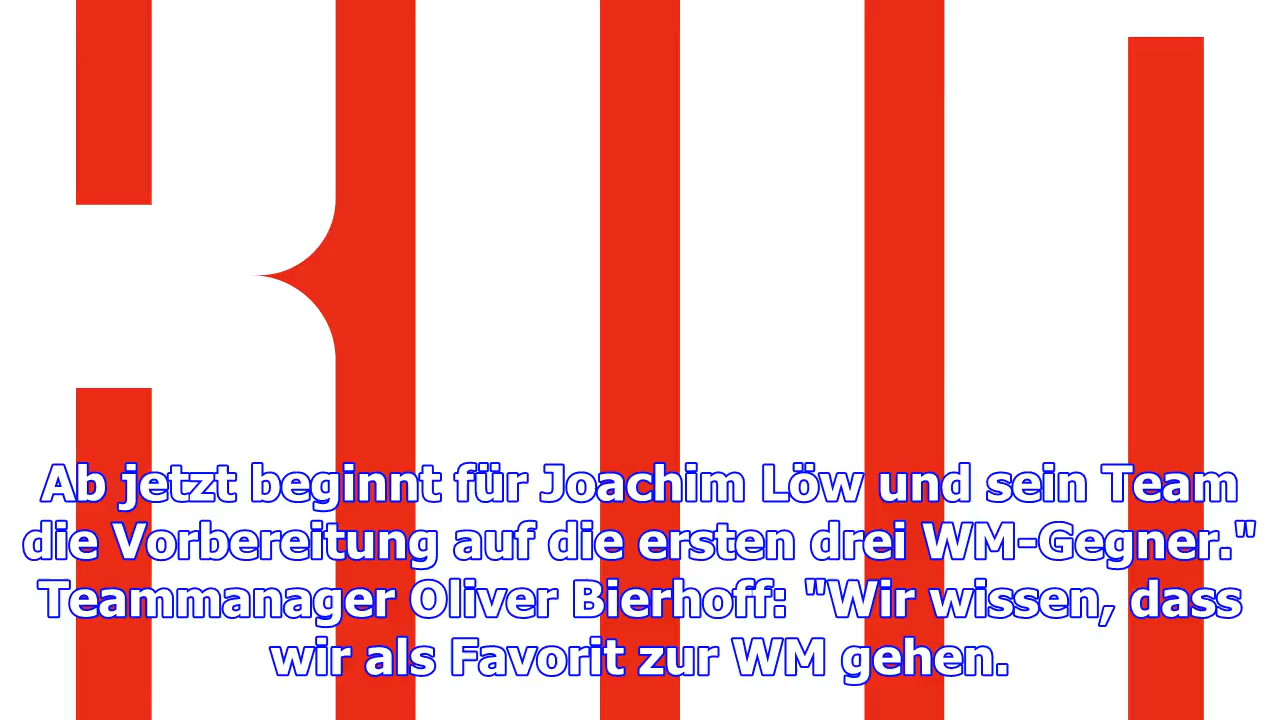 Ab jetzt beginnt für Joachim Löw und sein Team
die Vorbereitung auf die ersten drei WM-Gegner."
Teammanager Oliver Bierhoff: "Wir wissen, dass
wir als Favorit zur WM gehen.